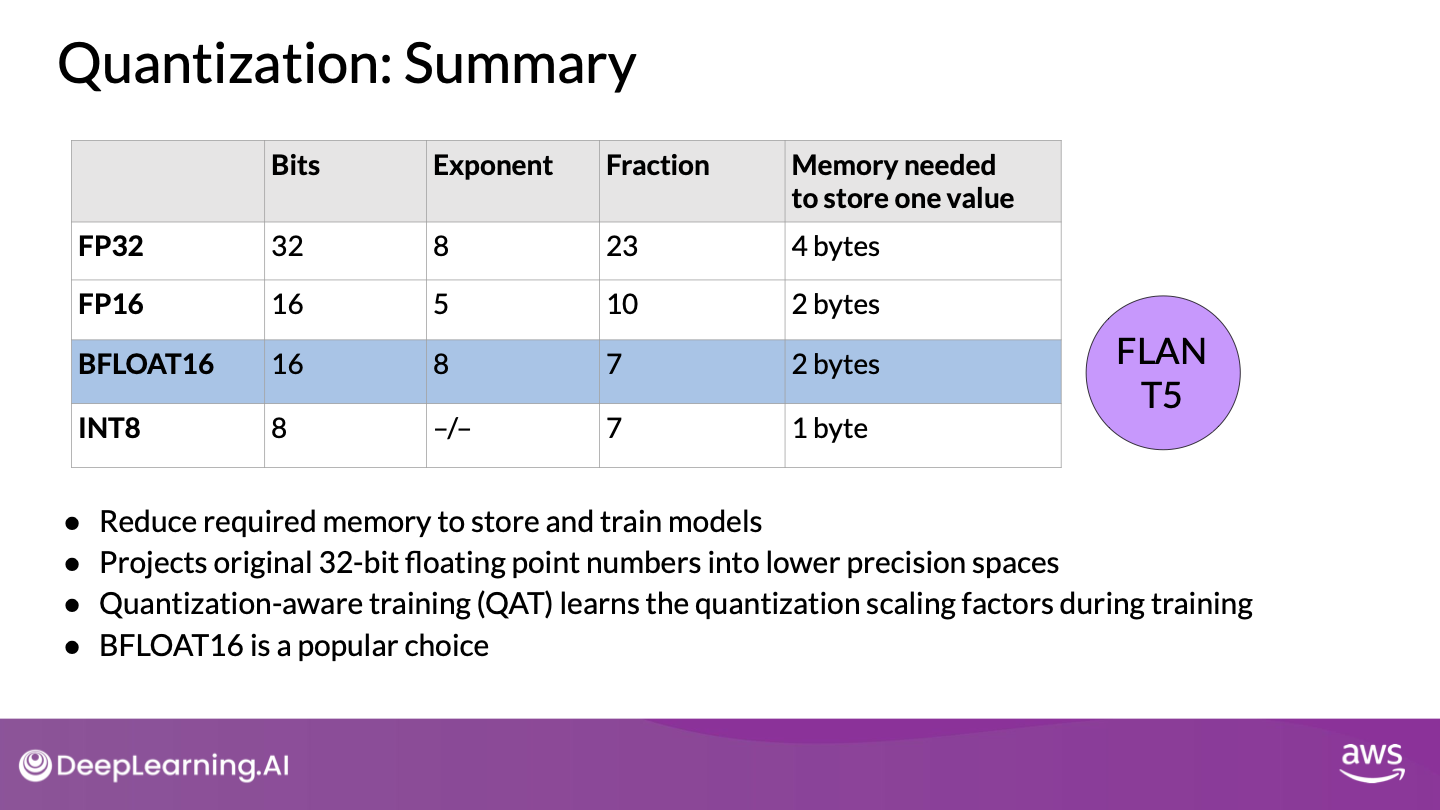 Quantization: Summary
Bits Exponent Fraction Memory needed
to store one value
FP32 32 8 23 4 bytes
FP16 16 5 10 2 bytes
BFLOAT16 16 8 7 2 bytes
INT8 8 –/– 7 1 byte
FLAN
T5
● Reduce required memory to store and train models
● Projects original 32-bit floating point numbers into lower precision spaces
● Quantization-aware training (QAT) learns the quantization scaling factors during training
● BFLOAT16 is a popular choice
DeepLearning.AI
aws